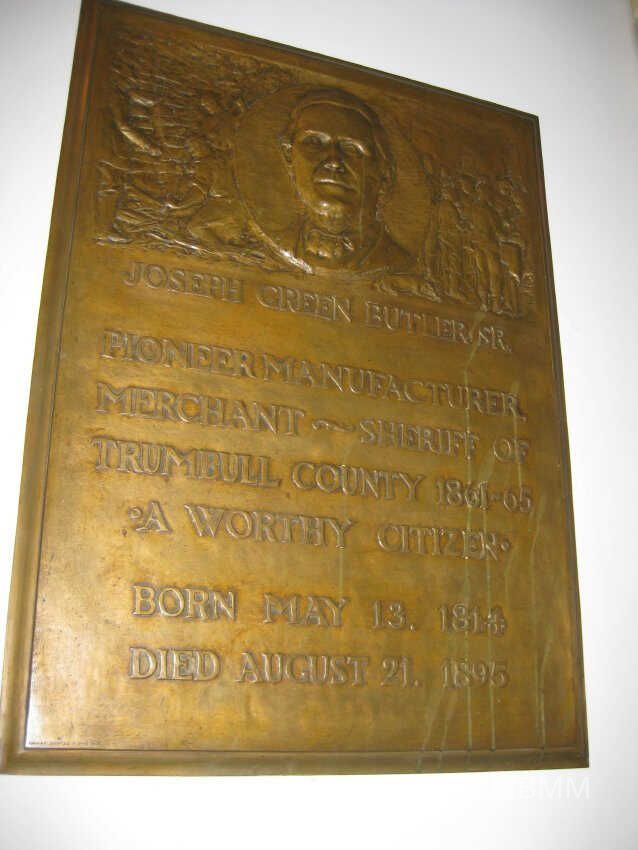 JOSEPH GREEN BUTLER, SR.
PIONEER MANUFACTURER,
MERCHANT ~ SHERIFF OF
TRUMBULL COUNTY 1861-65
·A WORTHY CITIZEN·
BORN MAY 13. 1814
DIED AUGUST 21. 1895